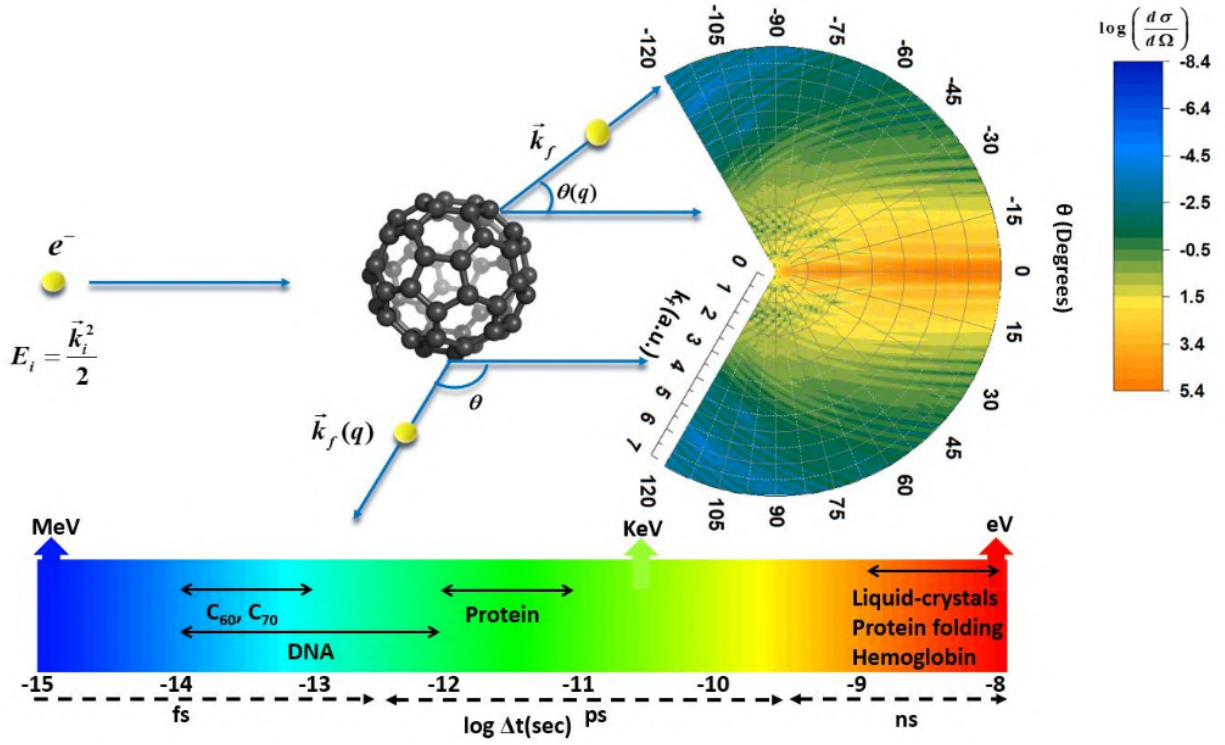 e⁻
E_i = k⃗_i² / 2
k⃗_f
θ(q)
θ
k⃗_f (q)
-120
-105
-90
-75
-60
-45
-30
-15
0
15
30
45
60
75
90
105
120
θ (Degrees)
0 1 2 3 4 5 6 7
k_f(a.u.)
log (dσ/dΩ)
-8.4
-6.4
-4.5
-2.5
-0.5
1.5
3.4
5.4
MeV KeV eV
C₆₀, C₇₀
Protein
DNA
Liquid-crystals
Protein folding
Hemoglobin
-15 -14 -13 -12 -11 -10 -9 -8
fs ps ns
log Δt(sec)